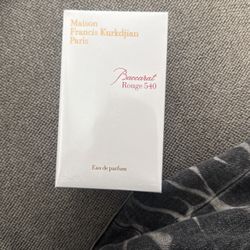 Maison
Francis Kurkdjian
Paris
Baccarat
Rouge 540
Eau de parfum